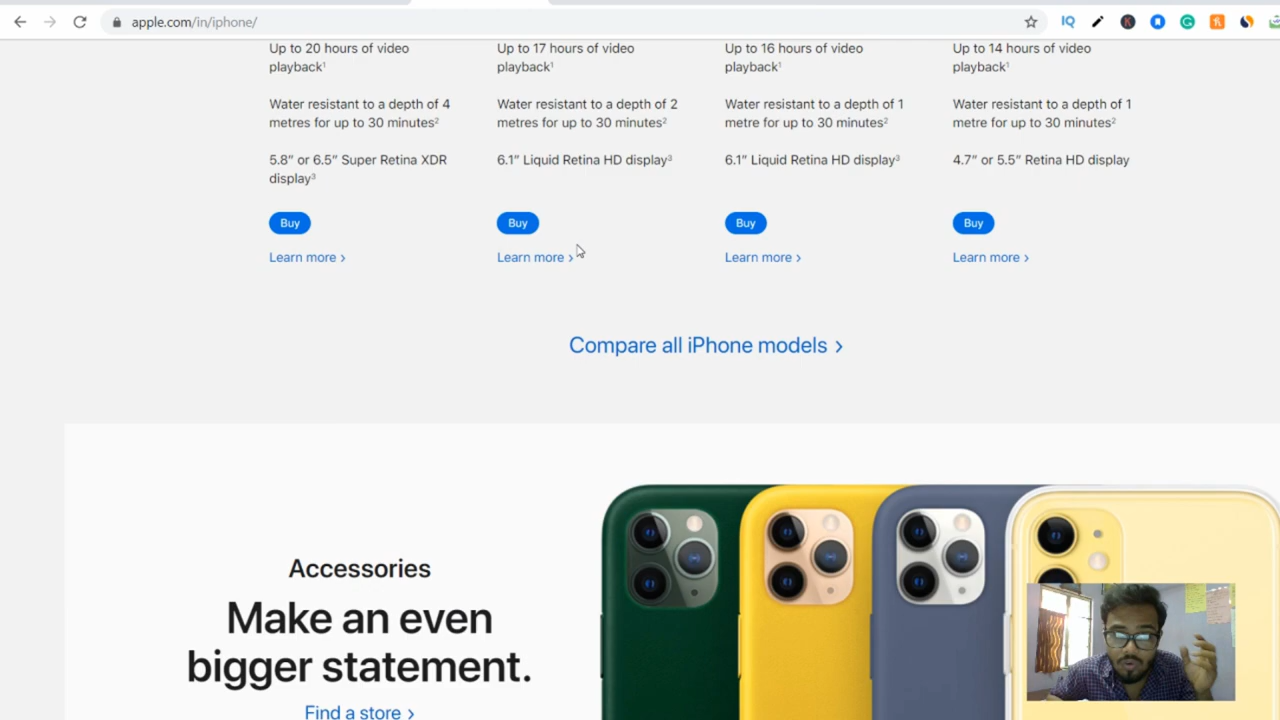 apple.com/in/iphone/
IQ
Up to 20 hours of video
playback¹
Water resistant to a depth of 4
metres for up to 30 minutes²
5.8” or 6.5” Super Retina XDR
display³
Buy
Learn more >
Up to 17 hours of video
playback¹
Water resistant to a depth of 2
metres for up to 30 minutes²
6.1” Liquid Retina HD display³
Buy
Learn more >
Up to 16 hours of video
playback¹
Water resistant to a depth of 1
metre for up to 30 minutes²
6.1” Liquid Retina HD display³
Buy
Learn more >
Up to 14 hours of video
playback¹
Water resistant to a depth of 1
metre for up to 30 minutes²
4.7” or 5.5” Retina HD display
Buy
Learn more >
Compare all iPhone models >
Accessories
Make an even
bigger statement.
Find a store >